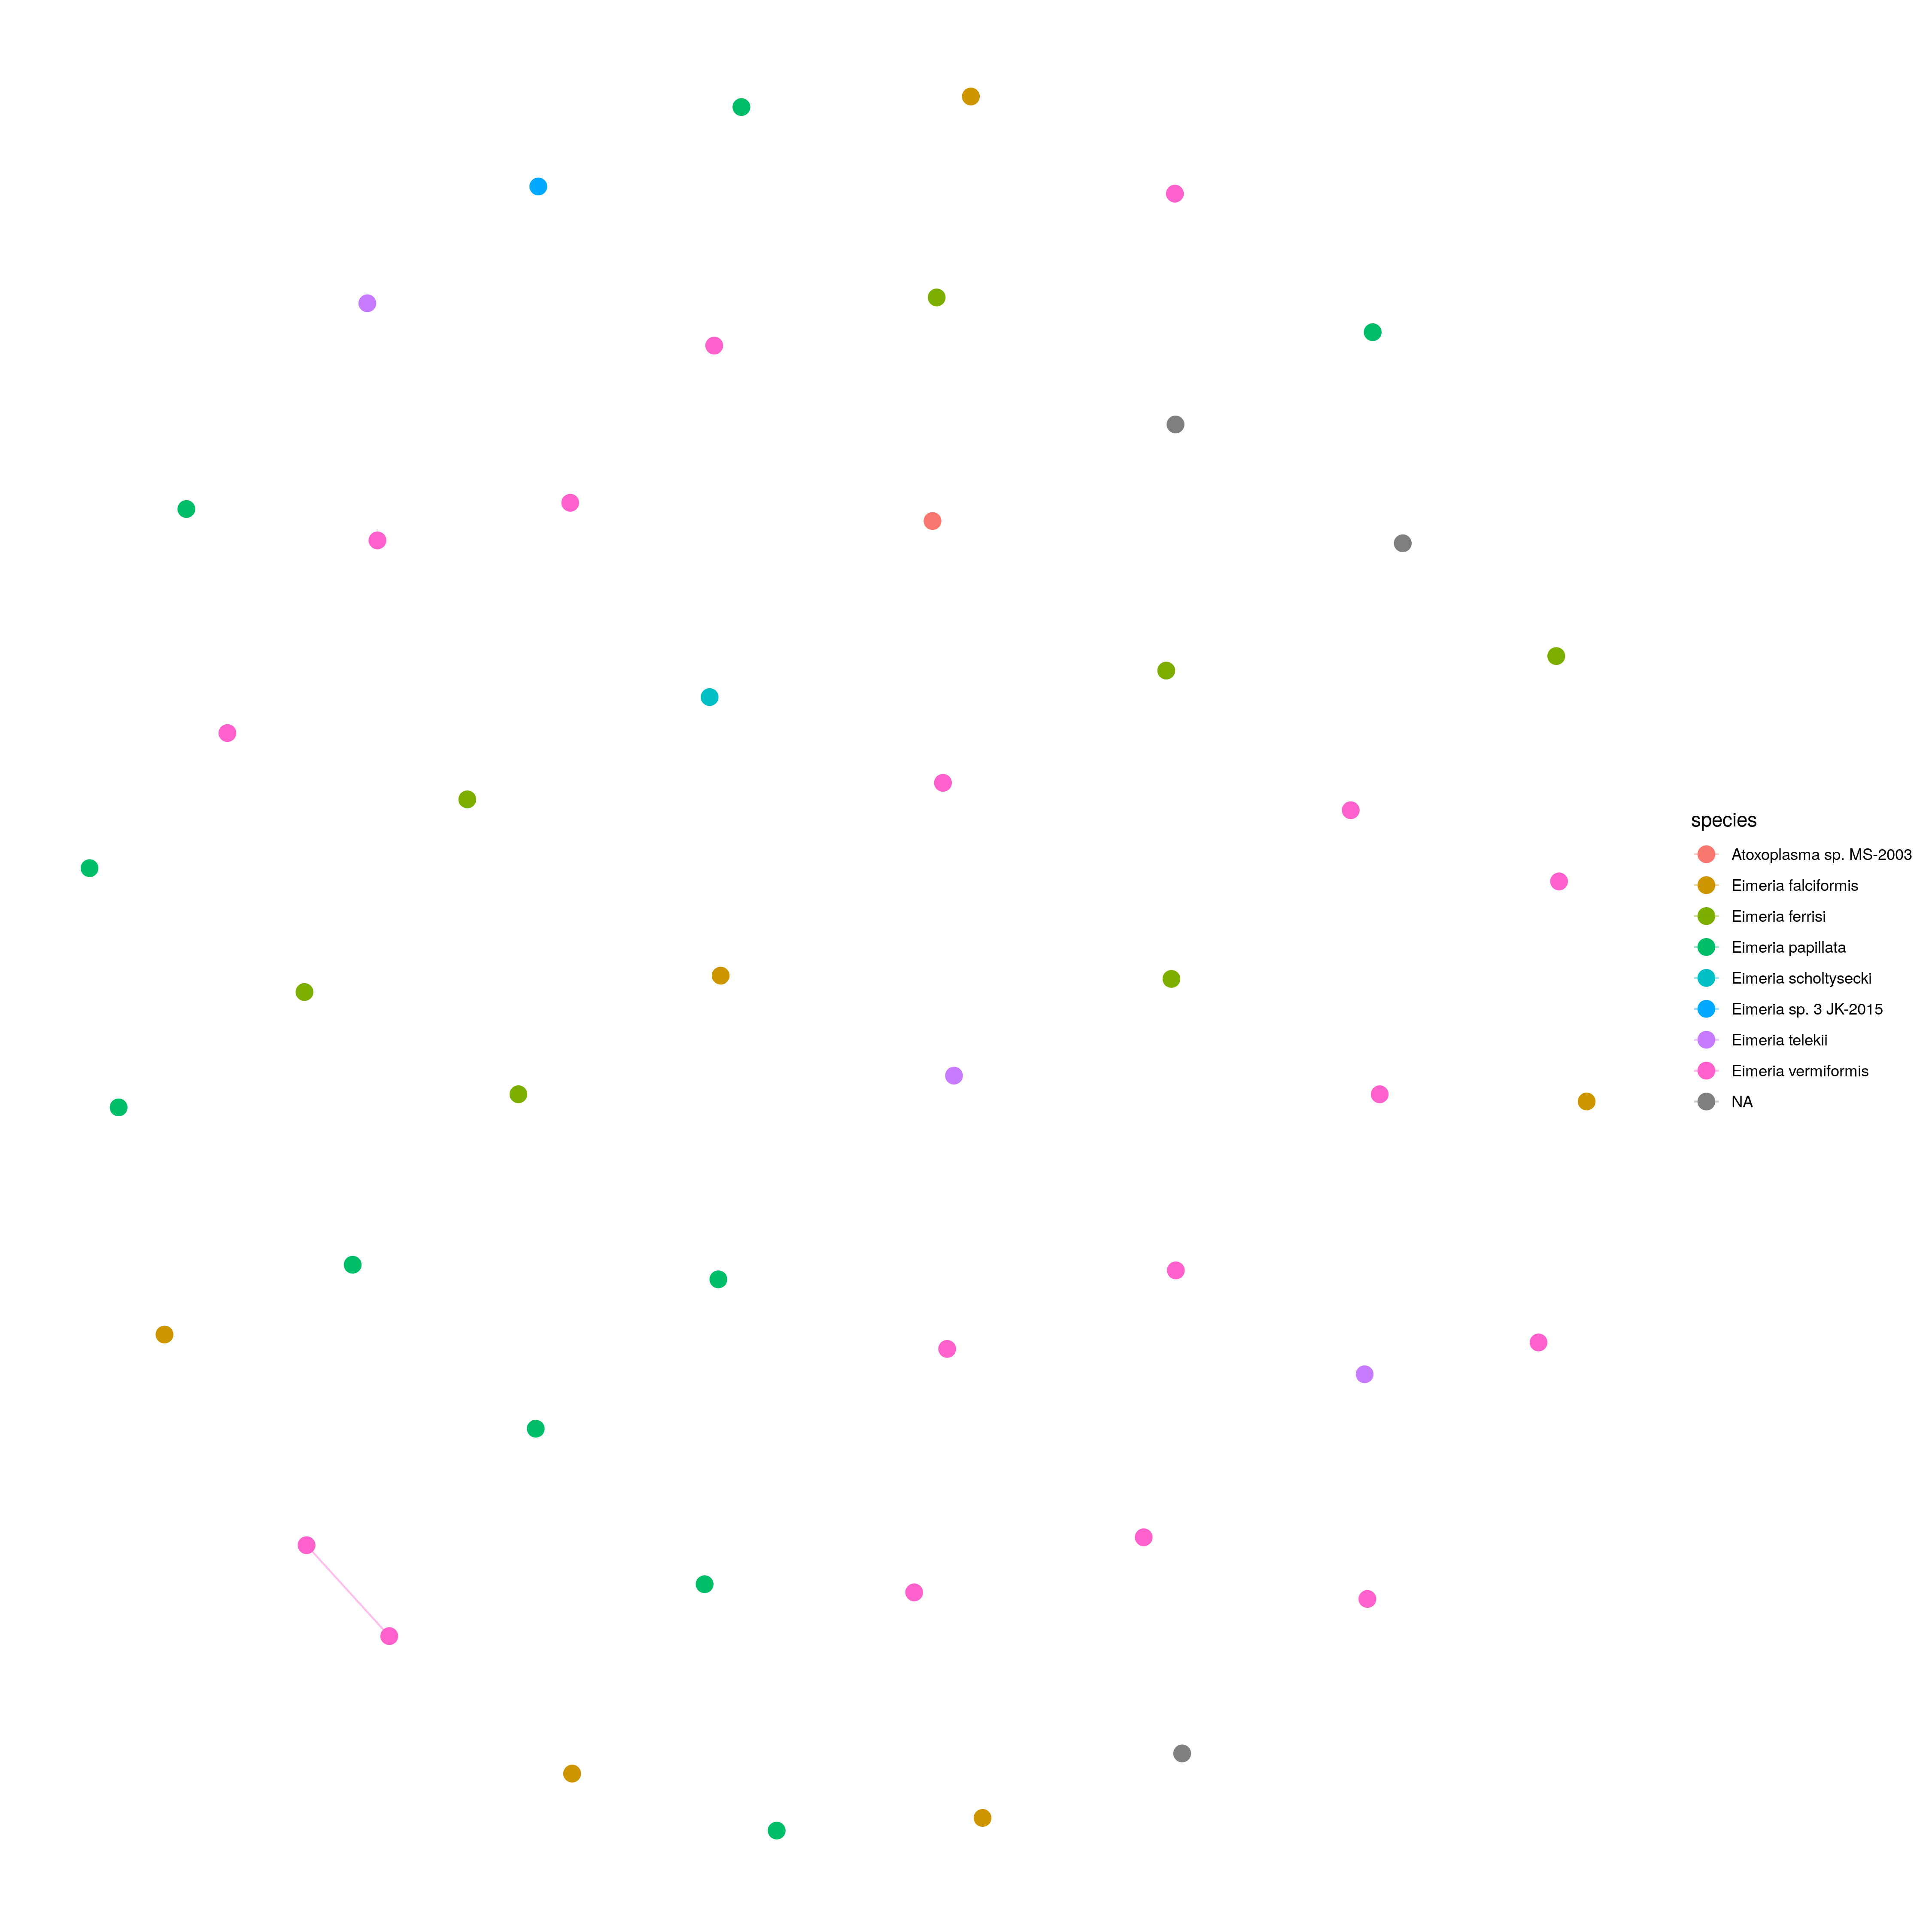 species
Atoxoplasma sp. MS-2003
Eimeria falciformis
Eimeria ferrisi
Eimeria papillata
Eimeria scholtysecki
Eimeria sp. 3 JK-2015
Eimeria telekii
Eimeria vermiformis
NA